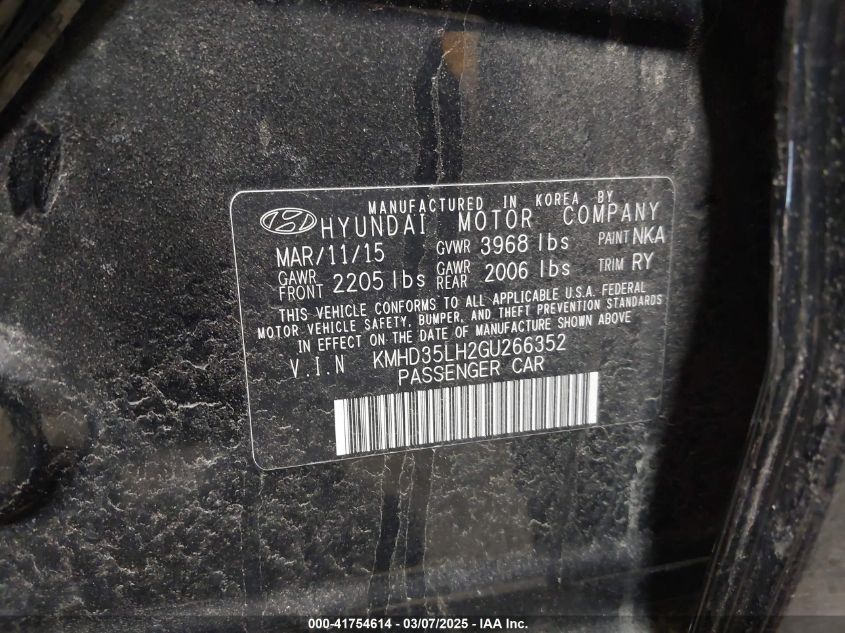 MANUFACTURED IN KOREA BY
HYUNDAI MOTOR COMPANY
MAR/11/15 GVWR 3968 lbs PAINT NKA
GAWR FRONT 2205 lbs GAWR REAR 2006 lbs TRIM RY
THIS VEHICLE CONFORMS TO ALL APPLICABLE U.S.A. FEDERAL
MOTOR VEHICLE SAFETY, BUMPER, AND THEFT PREVENTION STANDARDS
IN EFFECT ON THE DATE OF MANUFACTURE SHOWN ABOVE
V.I.N KMHD35LH2GU266352
PASSENGER CAR
000-41754614 - 03/07/2025 - IAA Inc.